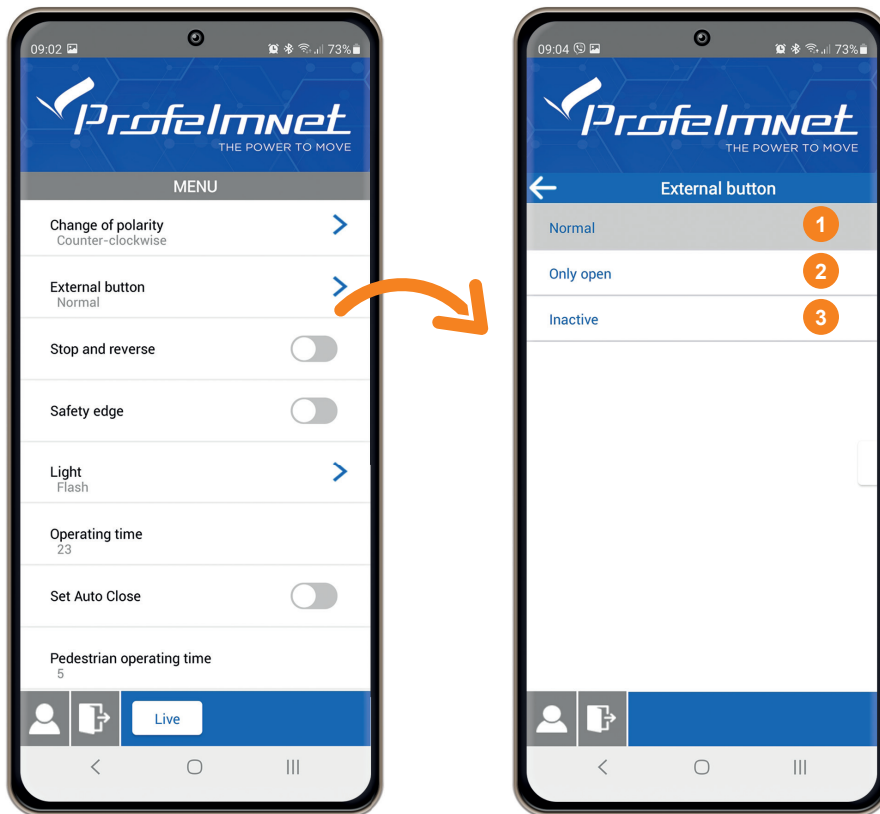 09:02
73%
Profelmnet
THE POWER TO MOVE
MENU
Change of polarity
Counter-clockwise
External button
Normal
Stop and reverse
Safety edge
Light
Flash
Operating time
23
Set Auto Close
Pedestrian operating time
5
Live
09:04
73%
Profelmnet
THE POWER TO MOVE
External button
Normal 1
Only open 2
Inactive 3